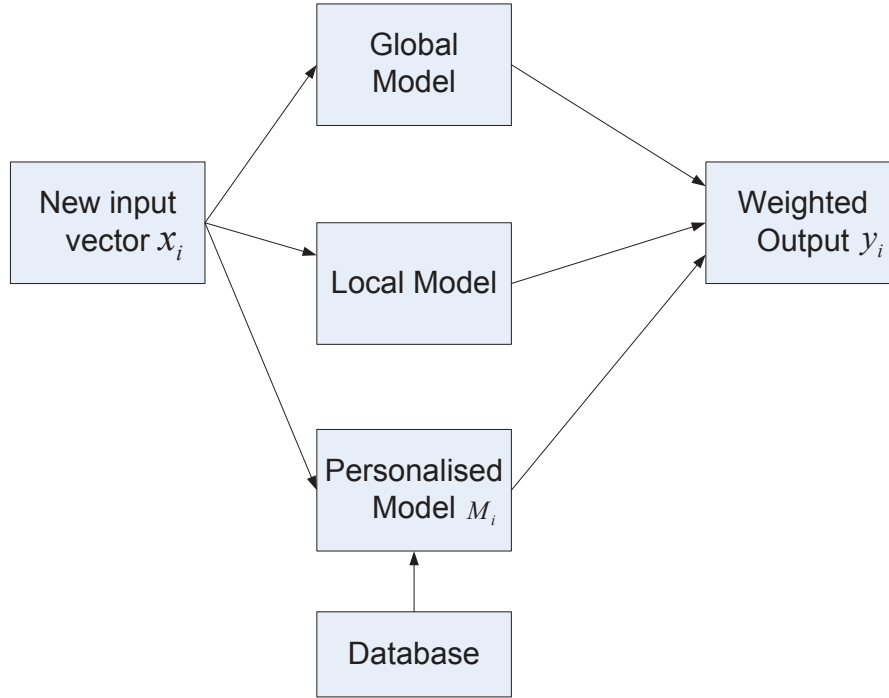 Global
Model
New input
vector x_i
Local Model
Weighted
Output y_i
Personalised
Model M_i
Database